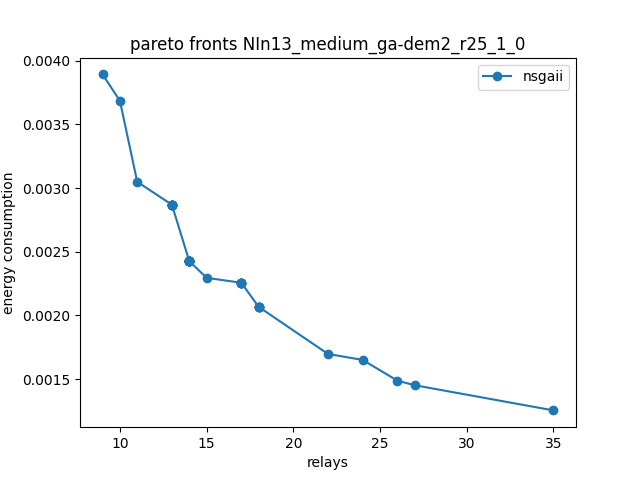 pareto fronts NIn13_medium_ga-dem2_r25_1_0
nsgaii
energy consumption
0.0040
0.0035
0.0030
0.0025
0.0020
0.0015
10 15 20 25 30 35
relays